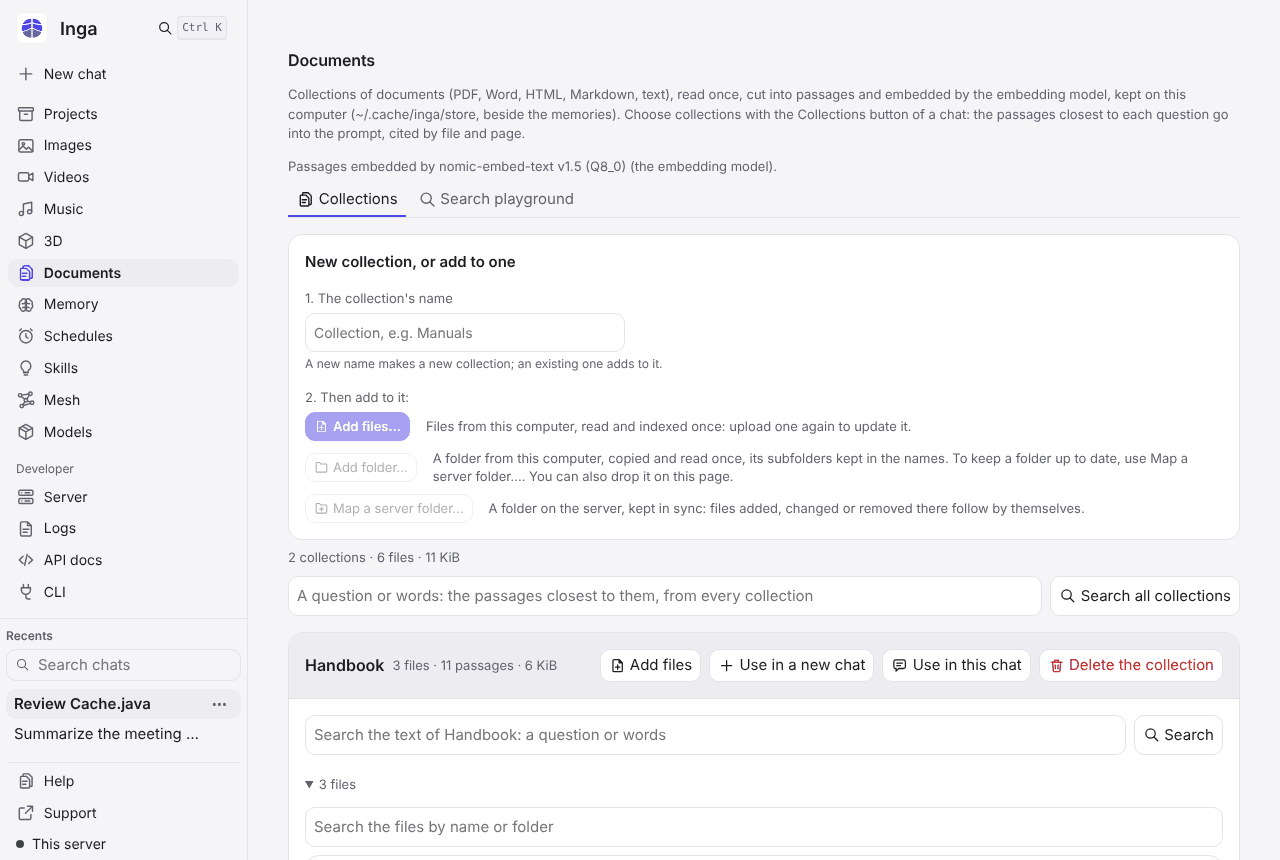 Inga
Ctrl K
New chat
Projects
Images
Videos
Music
3D
Documents
Memory
Schedules
Skills
Mesh
Models
Developer
Server
Logs
API docs
CLI
Recents
Search chats
Review Cache.java
Summarize the meeting ...
Help
Support
This server
Documents
Collections of documents (PDF, Word, HTML, Markdown, text), read once, cut into passages and embedded by the embedding model, kept on this
computer (~/.cache/inga/store, beside the memories). Choose collections with the Collections button of a chat: the passages closest to each question go
into the prompt, cited by file and page.
Passages embedded by nomic-embed-text v1.5 (Q8_0) (the embedding model).
Collections
Search playground
New collection, or add to one
1. The collection's name
Collection, e.g. Manuals
A new name makes a new collection; an existing one adds to it.
2. Then add to it:
Add files... Files from this computer, read and indexed once: upload one again to update it.
Add folder... A folder from this computer, copied and read once, its subfolders kept in the names. To keep a folder up to date, use Map a
server folder.... You can also drop it on this page.
Map a server folder... A folder on the server, kept in sync: files added, changed or removed there follow by themselves.
2 collections · 6 files · 11 KiB
A question or words: the passages closest to them, from every collection
Search all collections
Handbook 3 files · 11 passages · 6 KiB
Add files
Use in a new chat
Use in this chat
Delete the collection
Search the text of Handbook: a question or words
Search
▼ 3 files
Search the files by name or folder